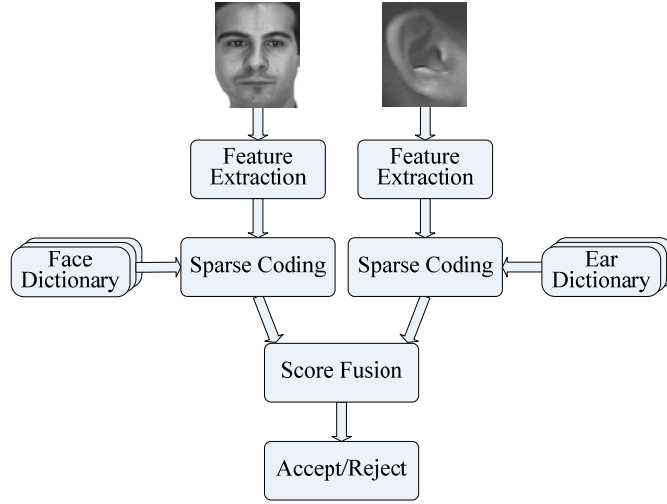 Feature
Extraction
Feature
Extraction
Face
Dictionary
Sparse Coding
Sparse Coding
Ear
Dictionary
Score Fusion
Accept/Reject